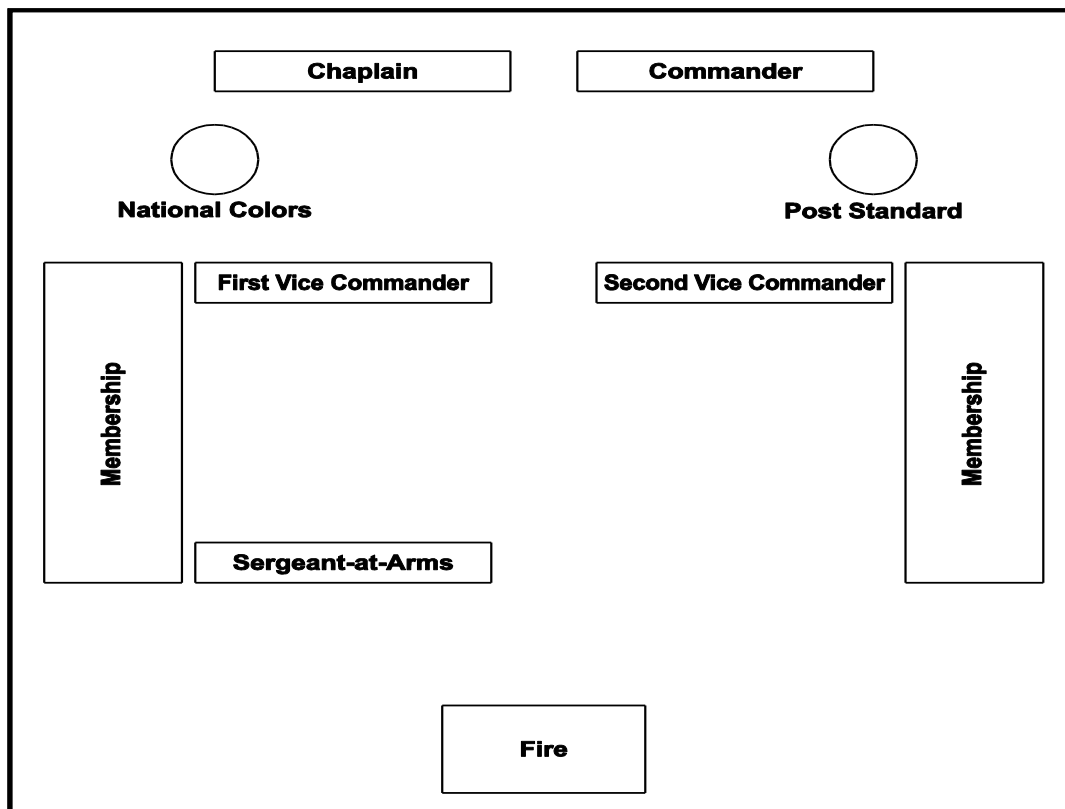 Chaplain
Commander
National Colors
Post Standard
First Vice Commander
Second Vice Commander
Membership
Membership
Sergeant-at-Arms
Fire